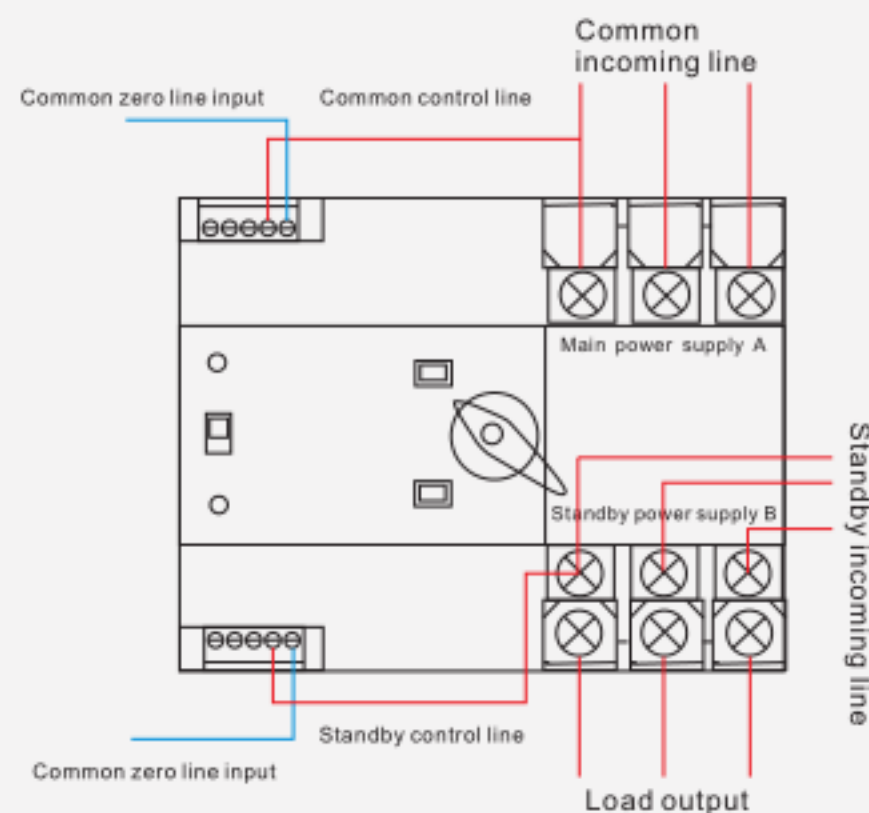 Common
incoming line
Common zero line input
Common control line
Main power supply A
Standby power supply B
Standby incoming line
Standby control line
Common zero line input
Load output